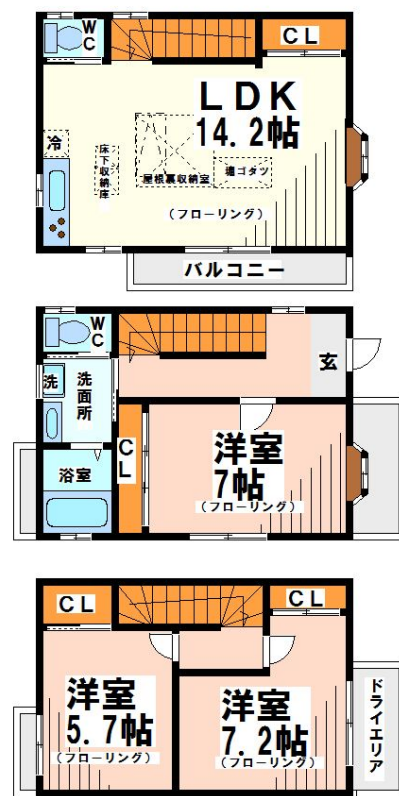 WC
CL
LDK
14.2帖
冷
床下収納庫
屋根裏収納室
堀ゴタツ
(フローリング)
バルコニー
WC
玄
洗
洗面所
CL
洋室
7帖
(フローリング)
浴室
CL
CL
洋室
5.7帖
(フローリング)
洋室
7.2帖
(フローリング)
ドライエリア